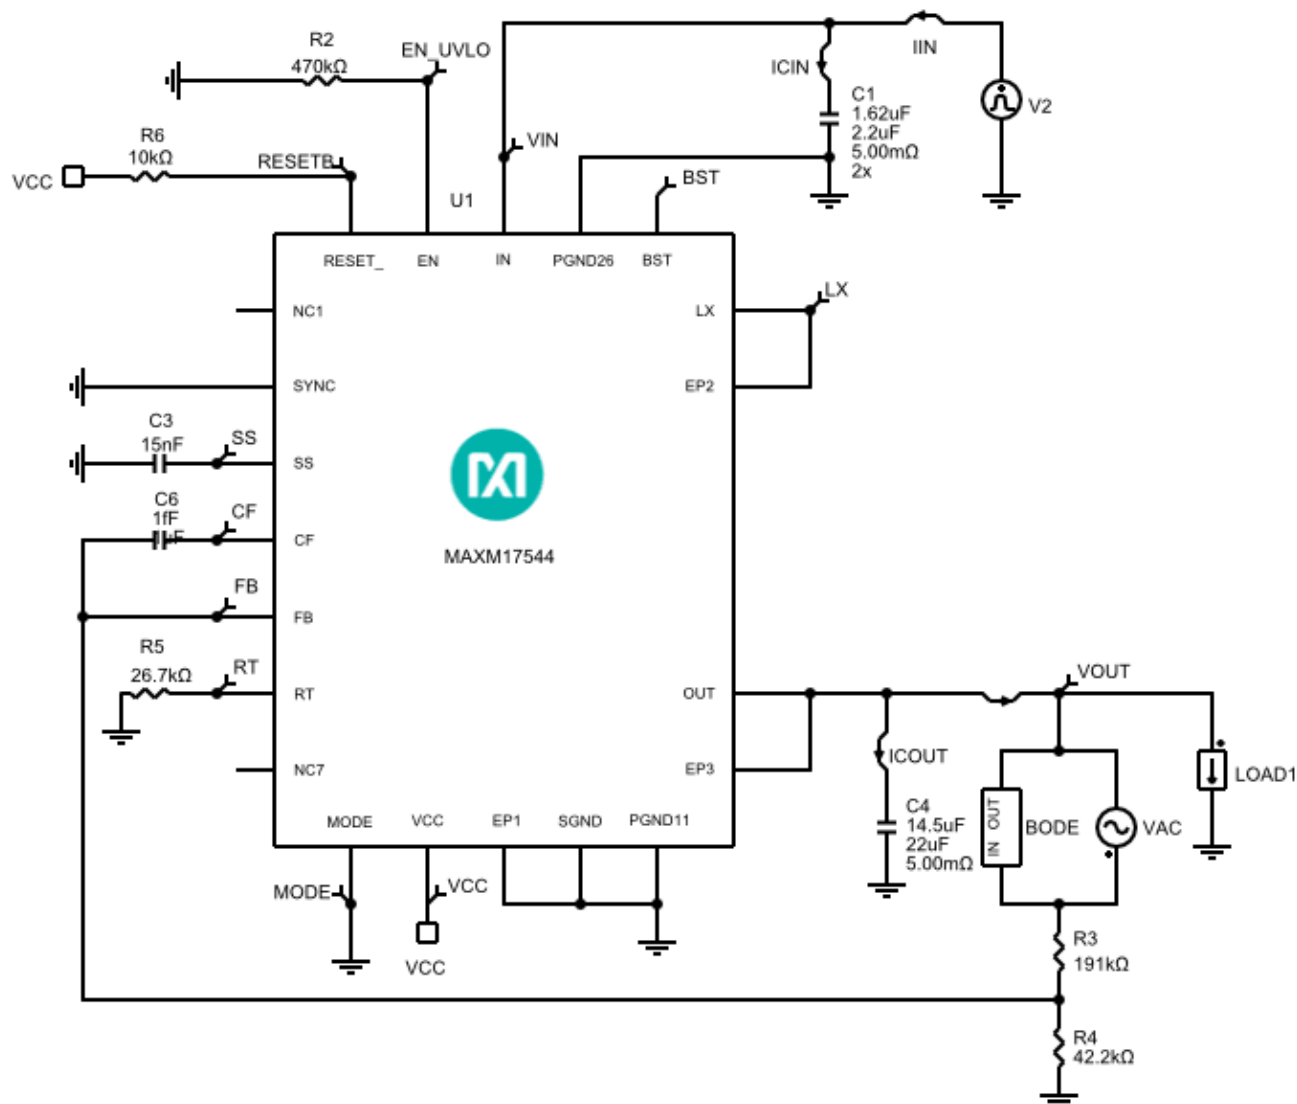 R2
470kΩ
EN_UVLO
IIN
ICIN
C1
1.62uF
2.2uF
5.00mΩ
2x
V2
R6
10kΩ
VCC
RESETB
VIN
BST
U1
RESET_
EN
IN
PGND26
BST
NC1
LX
LX
SYNC
EP2
C3
15nF
SS
SS
C6
1fF
CF
CF
MAXM17544
FB
FB
R5
26.7kΩ
RT
RT
OUT
VOUT
NC7
EP3
ICOUT
LOAD1
C4
14.5uF
22uF
5.00mΩ
IN OUT
BODE
VAC
MODE
VCC
EP1
SGND
PGND11
MODE
VCC
VCC
R3
191kΩ
R4
42.2kΩ